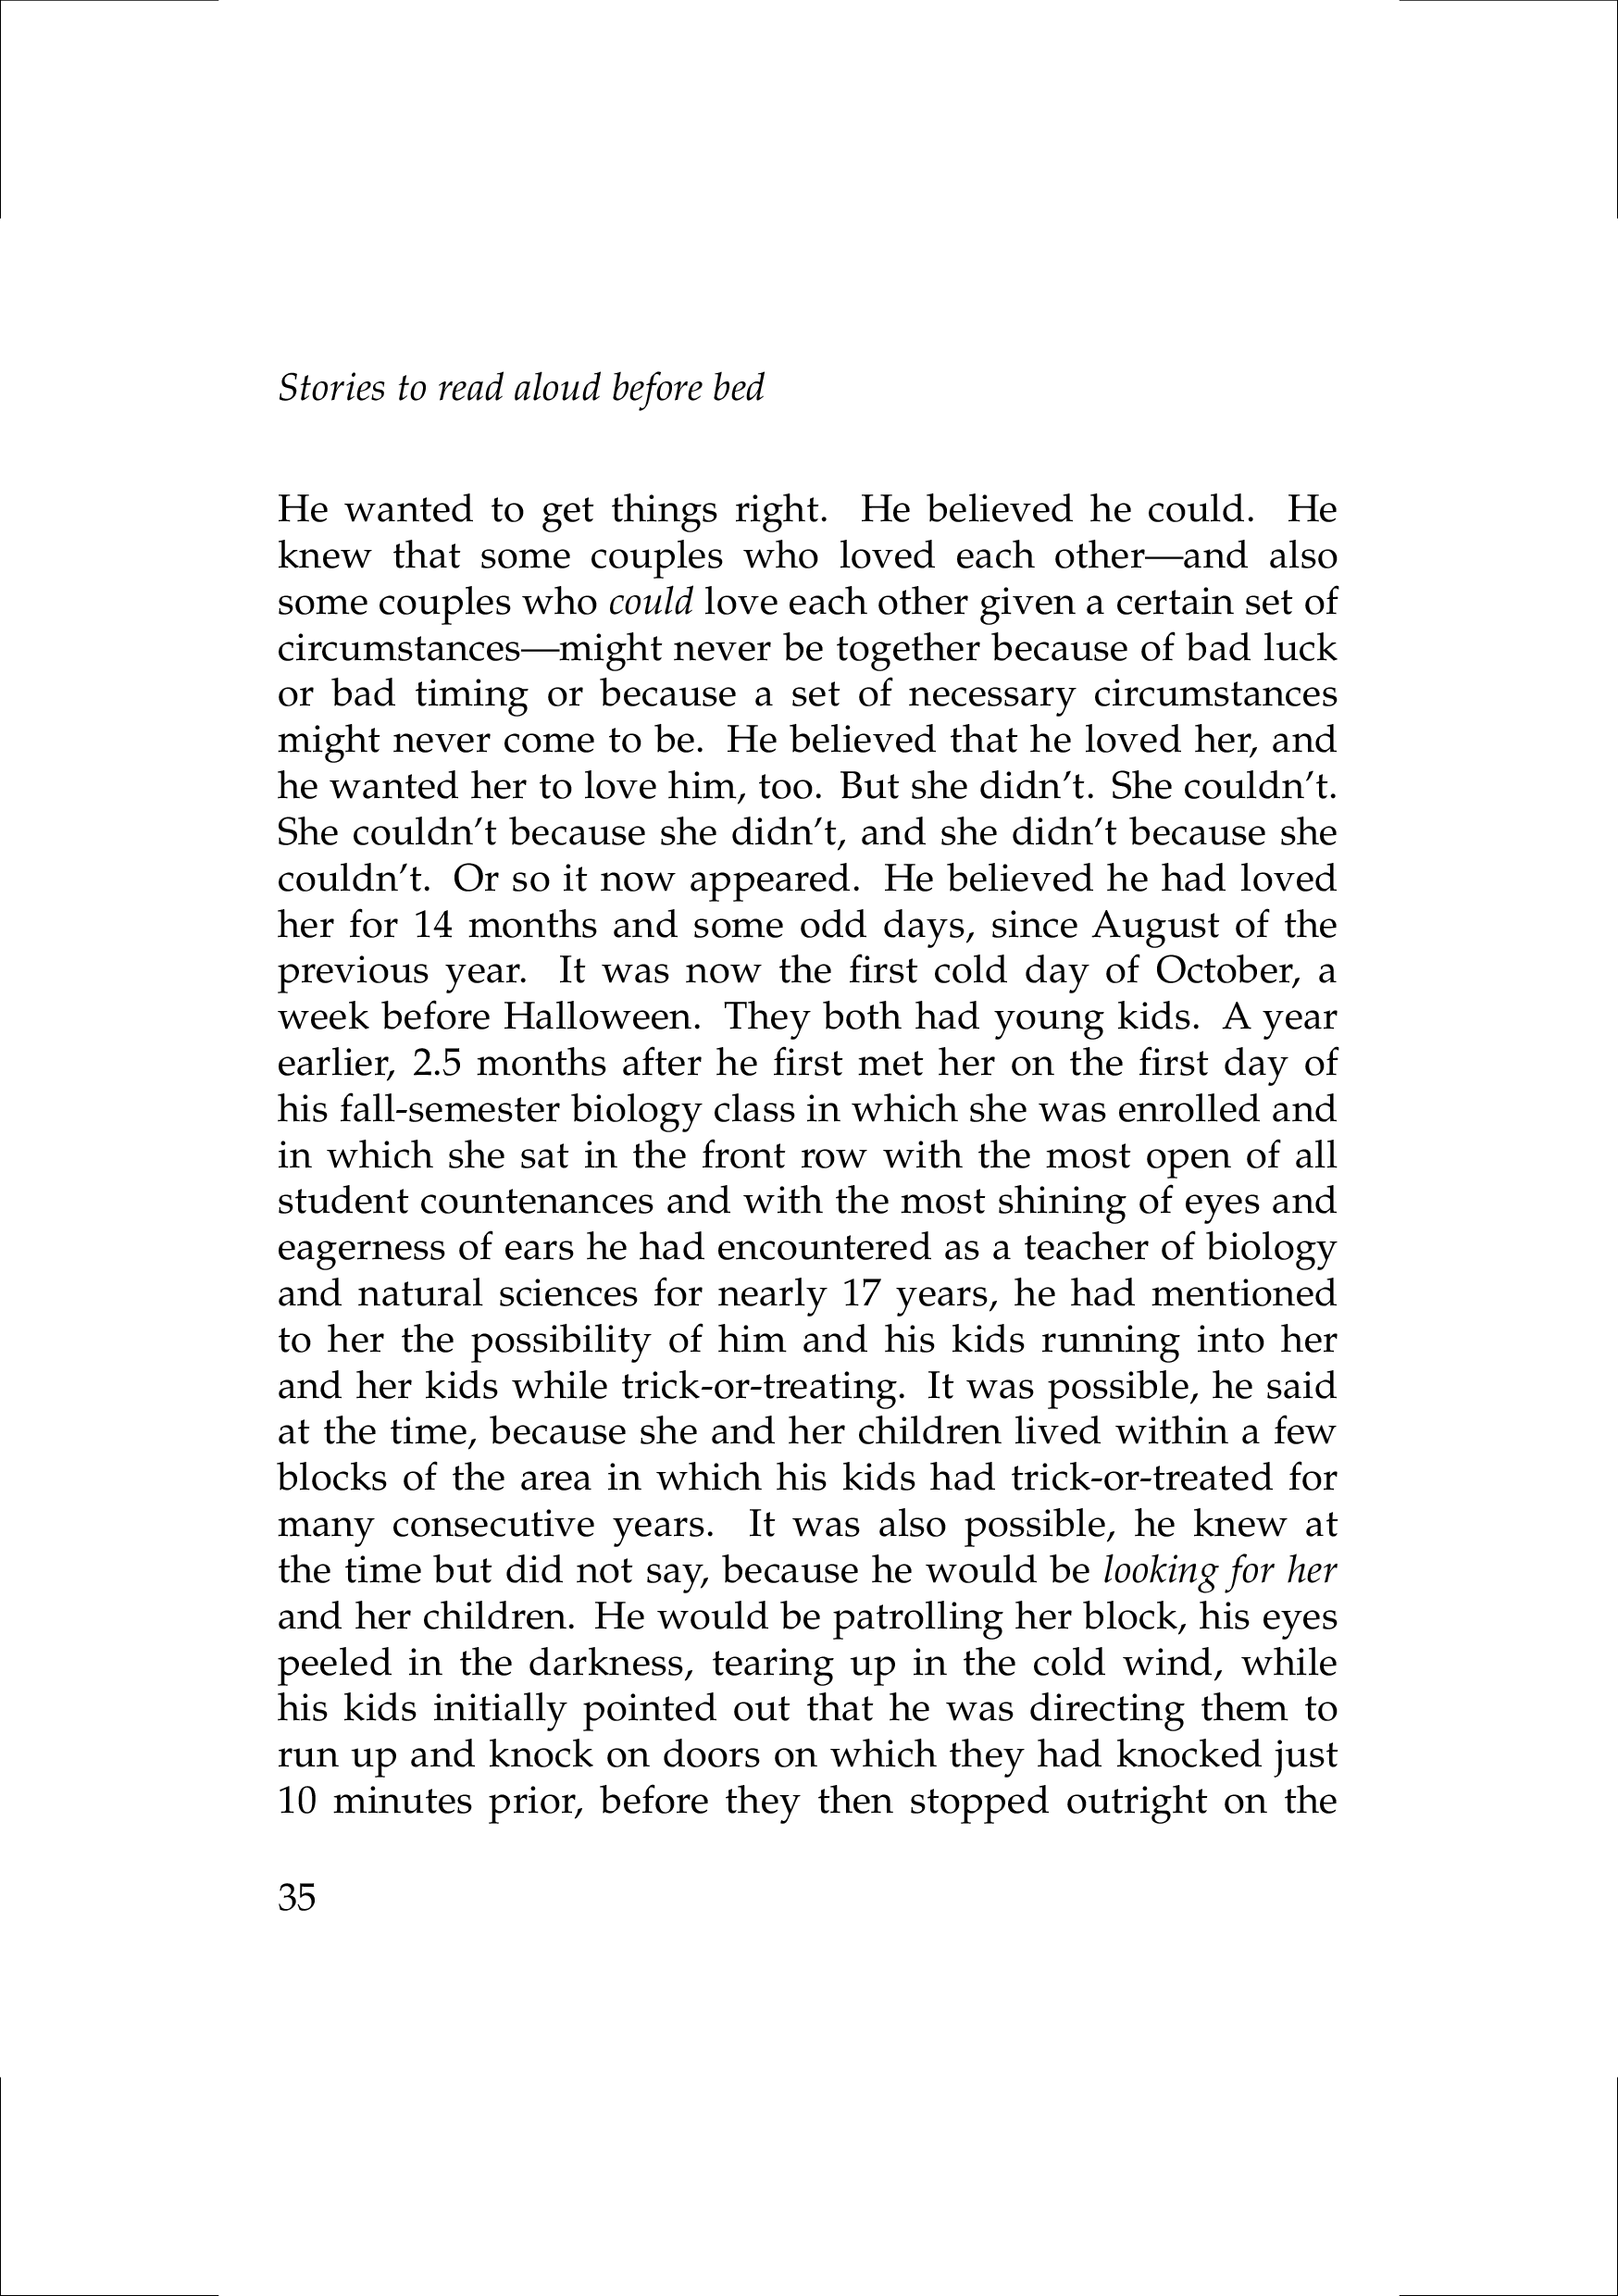 Stories to read aloud before bed
He wanted to get things right. He believed he could. He
knew that some couples who loved each other—and also
some couples who could love each other given a certain set of
circumstances—might never be together because of bad luck
or bad timing or because a set of necessary circumstances
might never come to be. He believed that he loved her, and
he wanted her to love him, too. But she didn’t. She couldn’t.
She couldn’t because she didn’t, and she didn’t because she
couldn’t. Or so it now appeared. He believed he had loved
her for 14 months and some odd days, since August of the
previous year. It was now the first cold day of October, a
week before Halloween. They both had young kids. A year
earlier, 2.5 months after he first met her on the first day of
his fall-semester biology class in which she was enrolled and
in which she sat in the front row with the most open of all
student countenances and with the most shining of eyes and
eagerness of ears he had encountered as a teacher of biology
and natural sciences for nearly 17 years, he had mentioned
to her the possibility of him and his kids running into her
and her kids while trick-or-treating. It was possible, he said
at the time, because she and her children lived within a few
blocks of the area in which his kids had trick-or-treated for
many consecutive years. It was also possible, he knew at
the time but did not say, because he would be looking for her
and her children. He would be patrolling her block, his eyes
peeled in the darkness, tearing up in the cold wind, while
his kids initially pointed out that he was directing them to
run up and knock on doors on which they had knocked just
10 minutes prior, before they then stopped outright on the
35